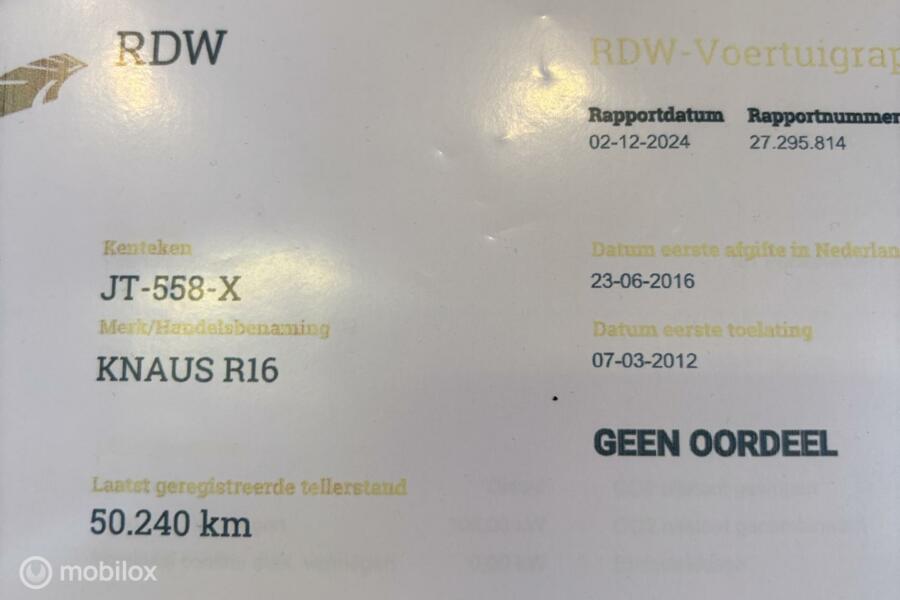 RDW
RDW-Voertuigrap
Rapportdatum Rapportnummer
02-12-2024 27.295.814
Kenteken
JT-558-X
Merk/Handelsbenaming
KNAUS R16
Datum eerste afgifte in Nederlan
23-06-2016
Datum eerste toelating
07-03-2012
GEEN OORDEEL
Laatst geregistreerde tellerstand
50.240 km
mobilox